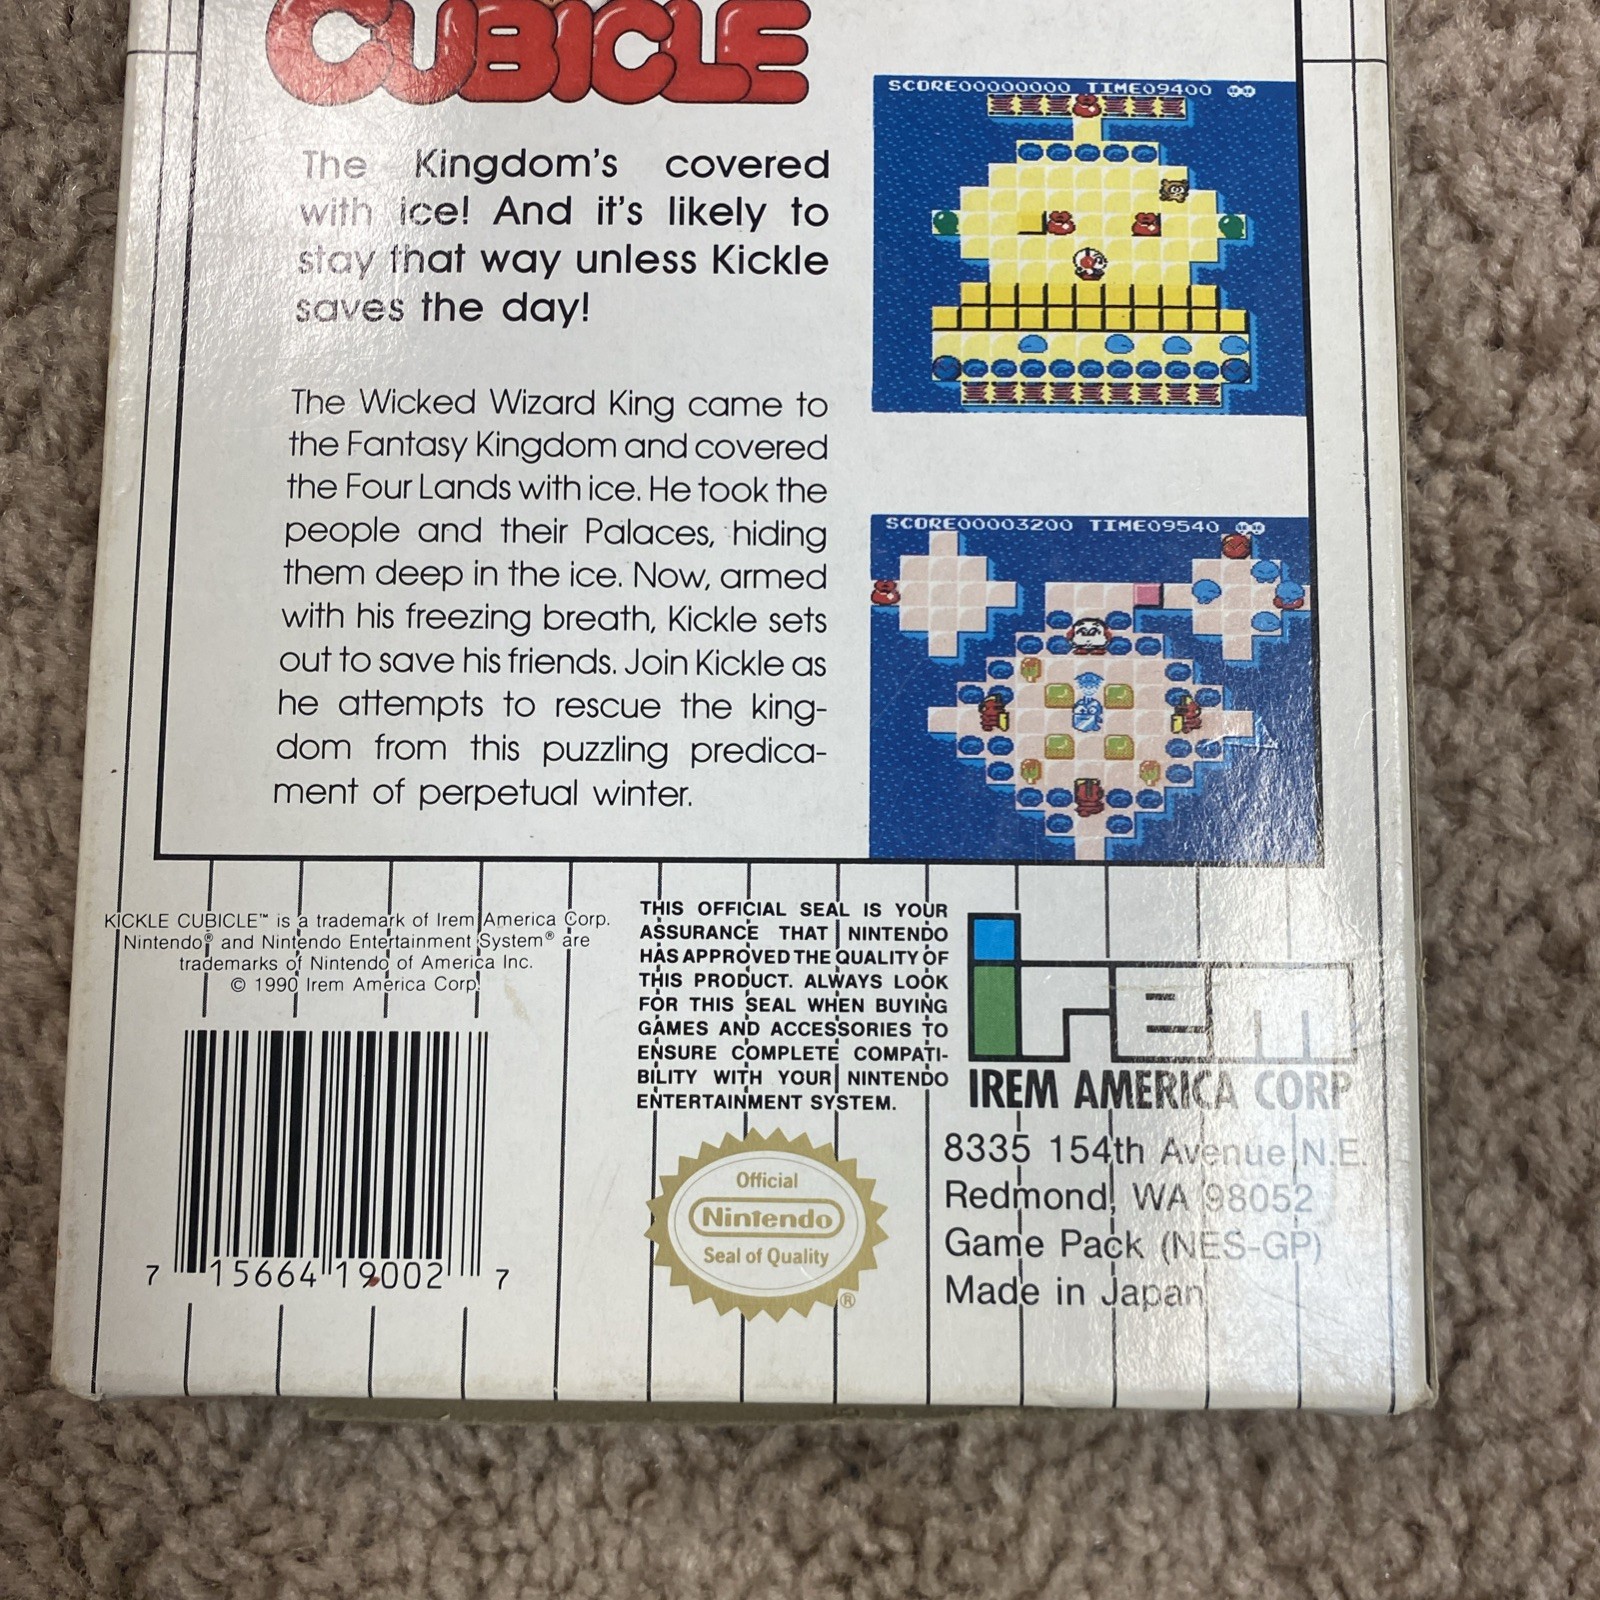 CUBICLE
The Kingdom's covered
with ice! And it's likely to
stay that way unless Kickle
saves the day!
The Wicked Wizard King came to
the Fantasy Kingdom and covered
the Four Lands with ice. He took the
people and their Palaces, hiding
them deep in the ice. Now, armed
with his freezing breath, Kickle sets
out to save his friends. Join Kickle as
he attempts to rescue the king-
dom from this puzzling predica-
ment of perpetual winter.
SCORE00000000 TIME09400
SCORE00003200 TIME09540
KICKLE CUBICLE™ is a trademark of Irem America Corp.
Nintendo® and Nintendo Entertainment System® are
trademarks of Nintendo of America Inc.
© 1990 Irem America Corp.
7 15664 19002 7
THIS OFFICIAL SEAL IS YOUR
ASSURANCE THAT NINTENDO
HAS APPROVED THE QUALITY OF
THIS PRODUCT. ALWAYS LOOK
FOR THIS SEAL WHEN BUYING
GAMES AND ACCESSORIES TO
ENSURE COMPLETE COMPATI-
BILITY WITH YOUR NINTENDO
ENTERTAINMENT SYSTEM.
Official
Nintendo
Seal of Quality
®
irem
IREM AMERICA CORP
8335 154th Avenue N.E.
Redmond, WA 98052
Game Pack (NES-GP)
Made in Japan